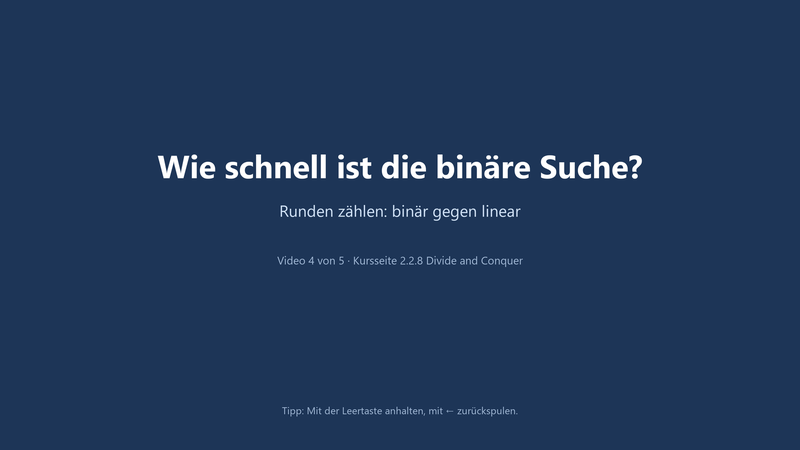 Wie schnell ist die binäre Suche?
Runden zählen: binär gegen linear
Video 4 von 5 · Kursseite 2.2.8 Divide and Conquer
Tipp: Mit der Leertaste anhalten, mit ← zurückspulen.